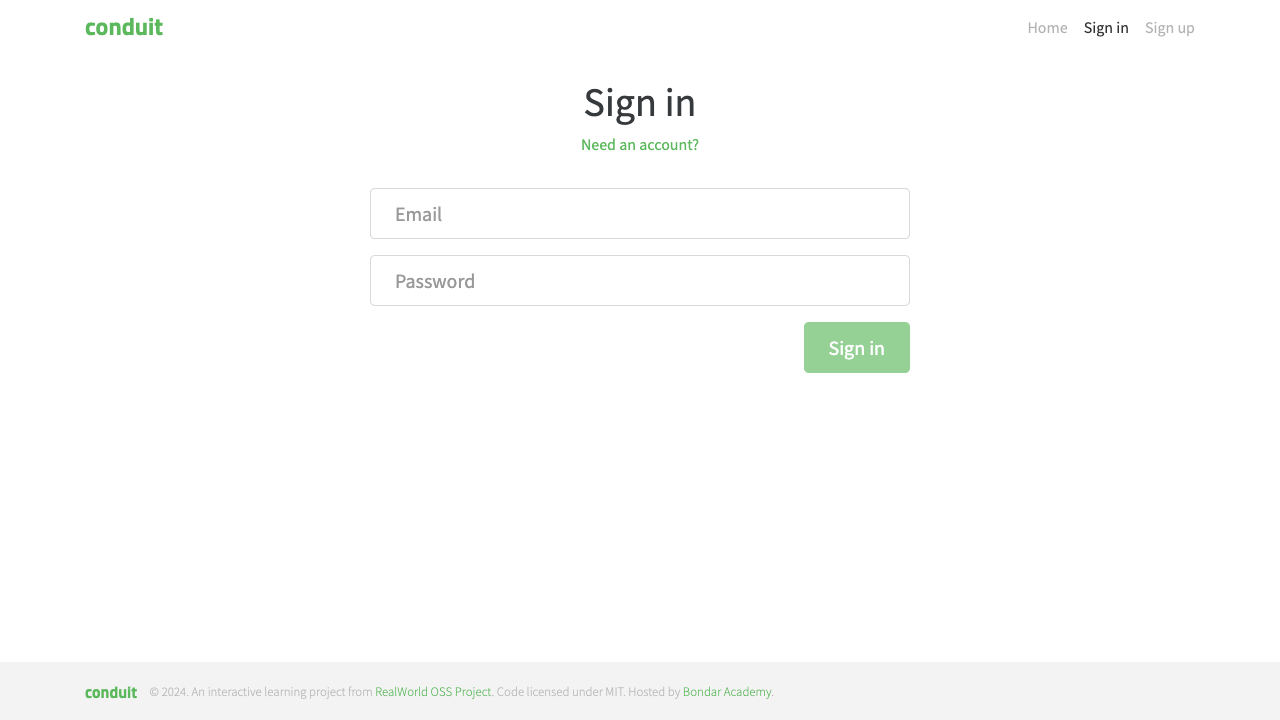 conduit
Home Sign in Sign up
Sign in
Need an account?
Email
Password
Sign in
conduit © 2024. An interactive learning project from RealWorld OSS Project. Code licensed under MIT. Hosted by Bondar Academy.